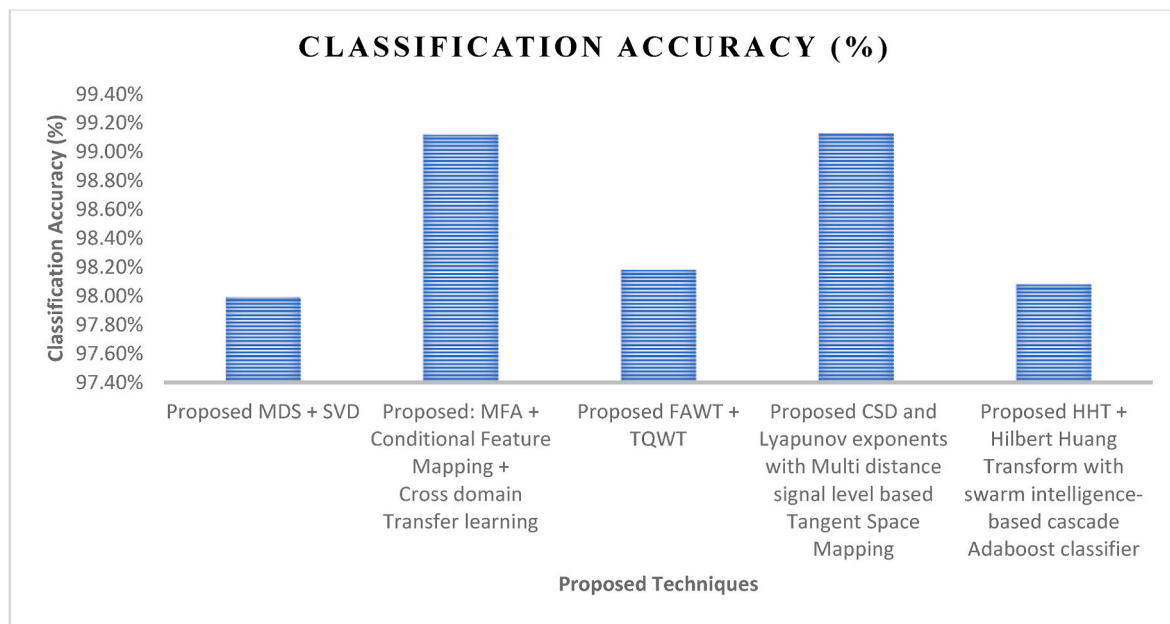 CLASSIFICATION ACCURACY (%)
Classification Accuracy (%)
99.40%
99.20%
99.00%
98.80%
98.60%
98.40%
98.20%
98.00%
97.80%
97.60%
97.40%
Proposed MDS + SVD
Proposed: MFA +
Conditional Feature
Mapping +
Cross domain
Transfer learning
Proposed FAWT +
TQWT
Proposed CSD and
Lyapunov exponents
with Multi distance
signal level based
Tangent Space
Mapping
Proposed HHT +
Hilbert Huang
Transform with
swarm intelligence-
based cascade
Adaboost classifier
Proposed Techniques